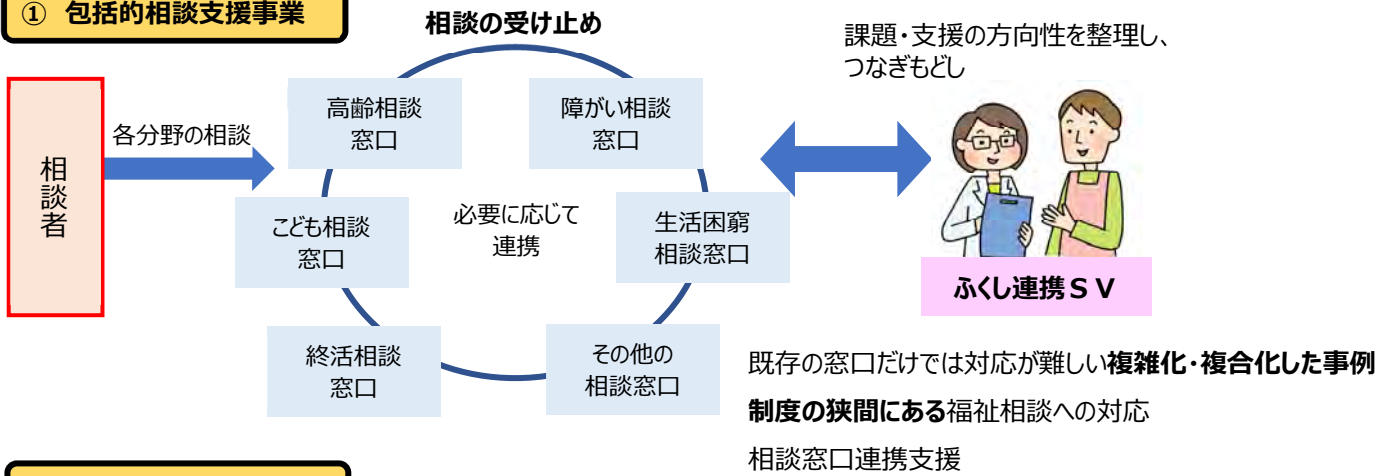 ① 包括的相談支援事業
相談の受け止め
課題・支援の方向性を整理し、
つなぎもどし
相談者
各分野の相談
高齢相談
窓口
障がい相談
窓口
こども相談
窓口
必要に応じて
連携
生活困窮
相談窓口
終活相談
窓口
その他の
相談窓口
ふくし連携ＳＶ
既存の窓口だけでは対応が難しい複雑化・複合化した事例
制度の狭間にある福祉相談への対応
相談窓口連携支援